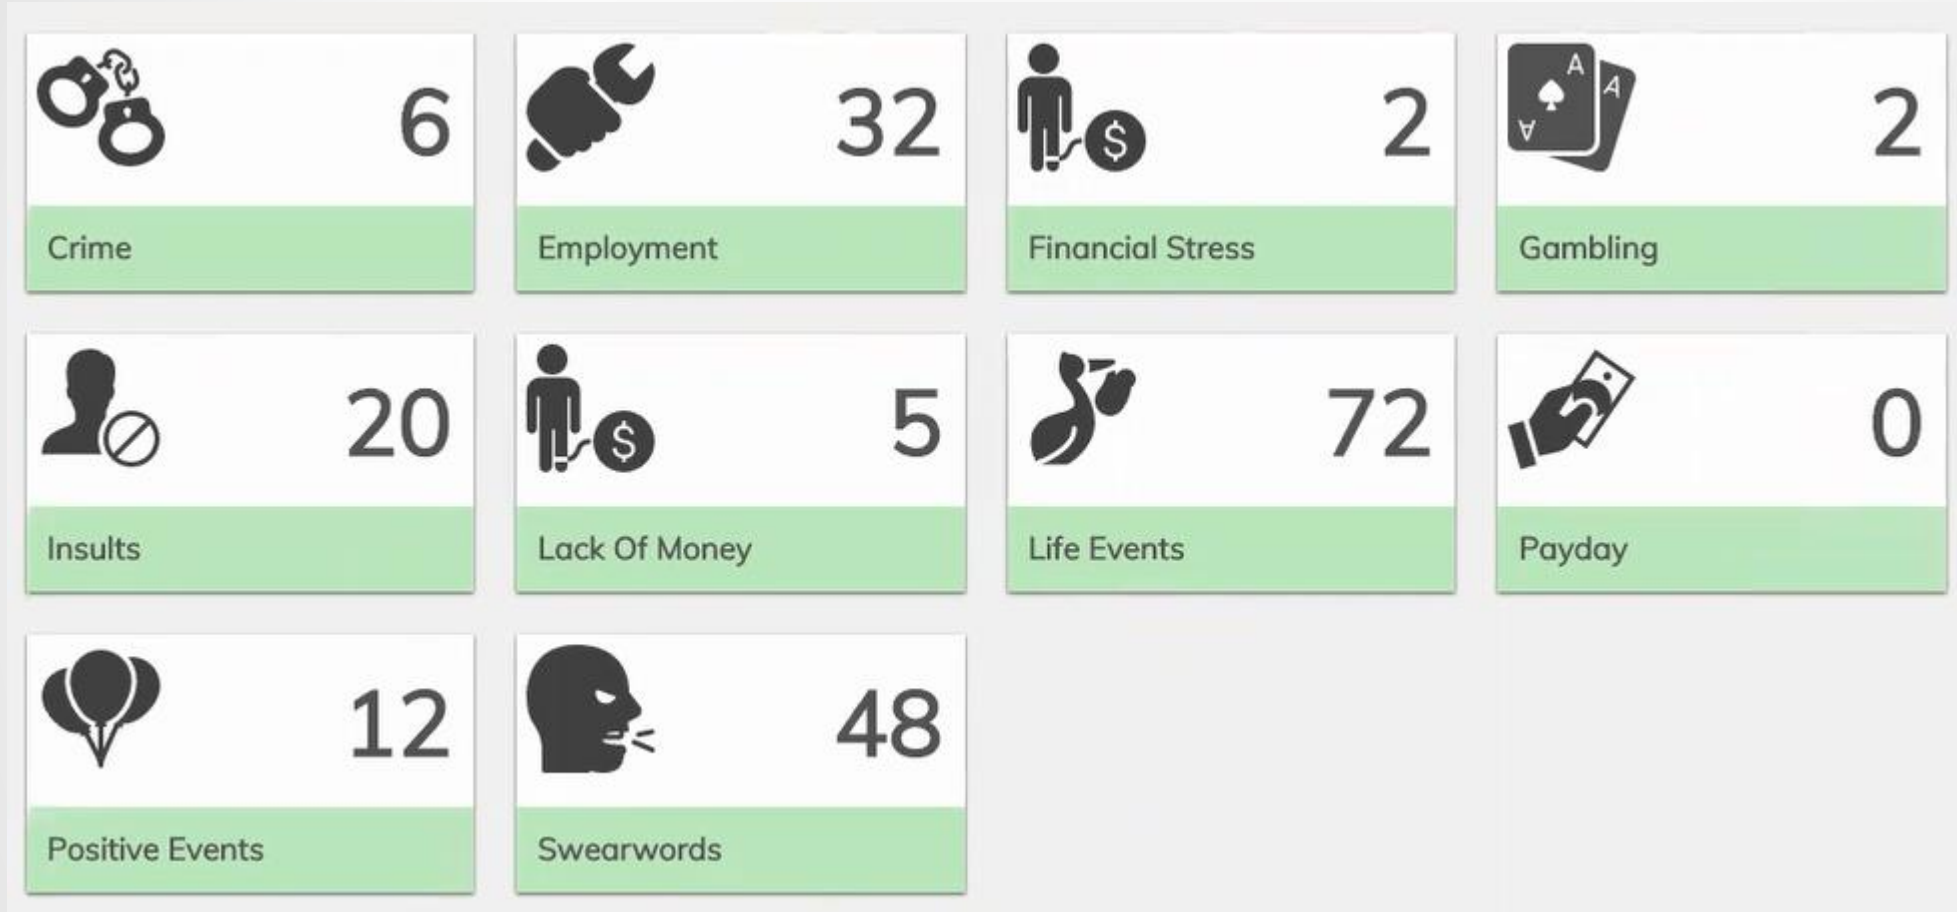 6
Crime
32
Employment
$
2
Financial Stress
A
A
A
2
Gambling
20
Insults
$
5
Lack Of Money
72
Life Events
0
Payday
12
Positive Events
48
Swearwords